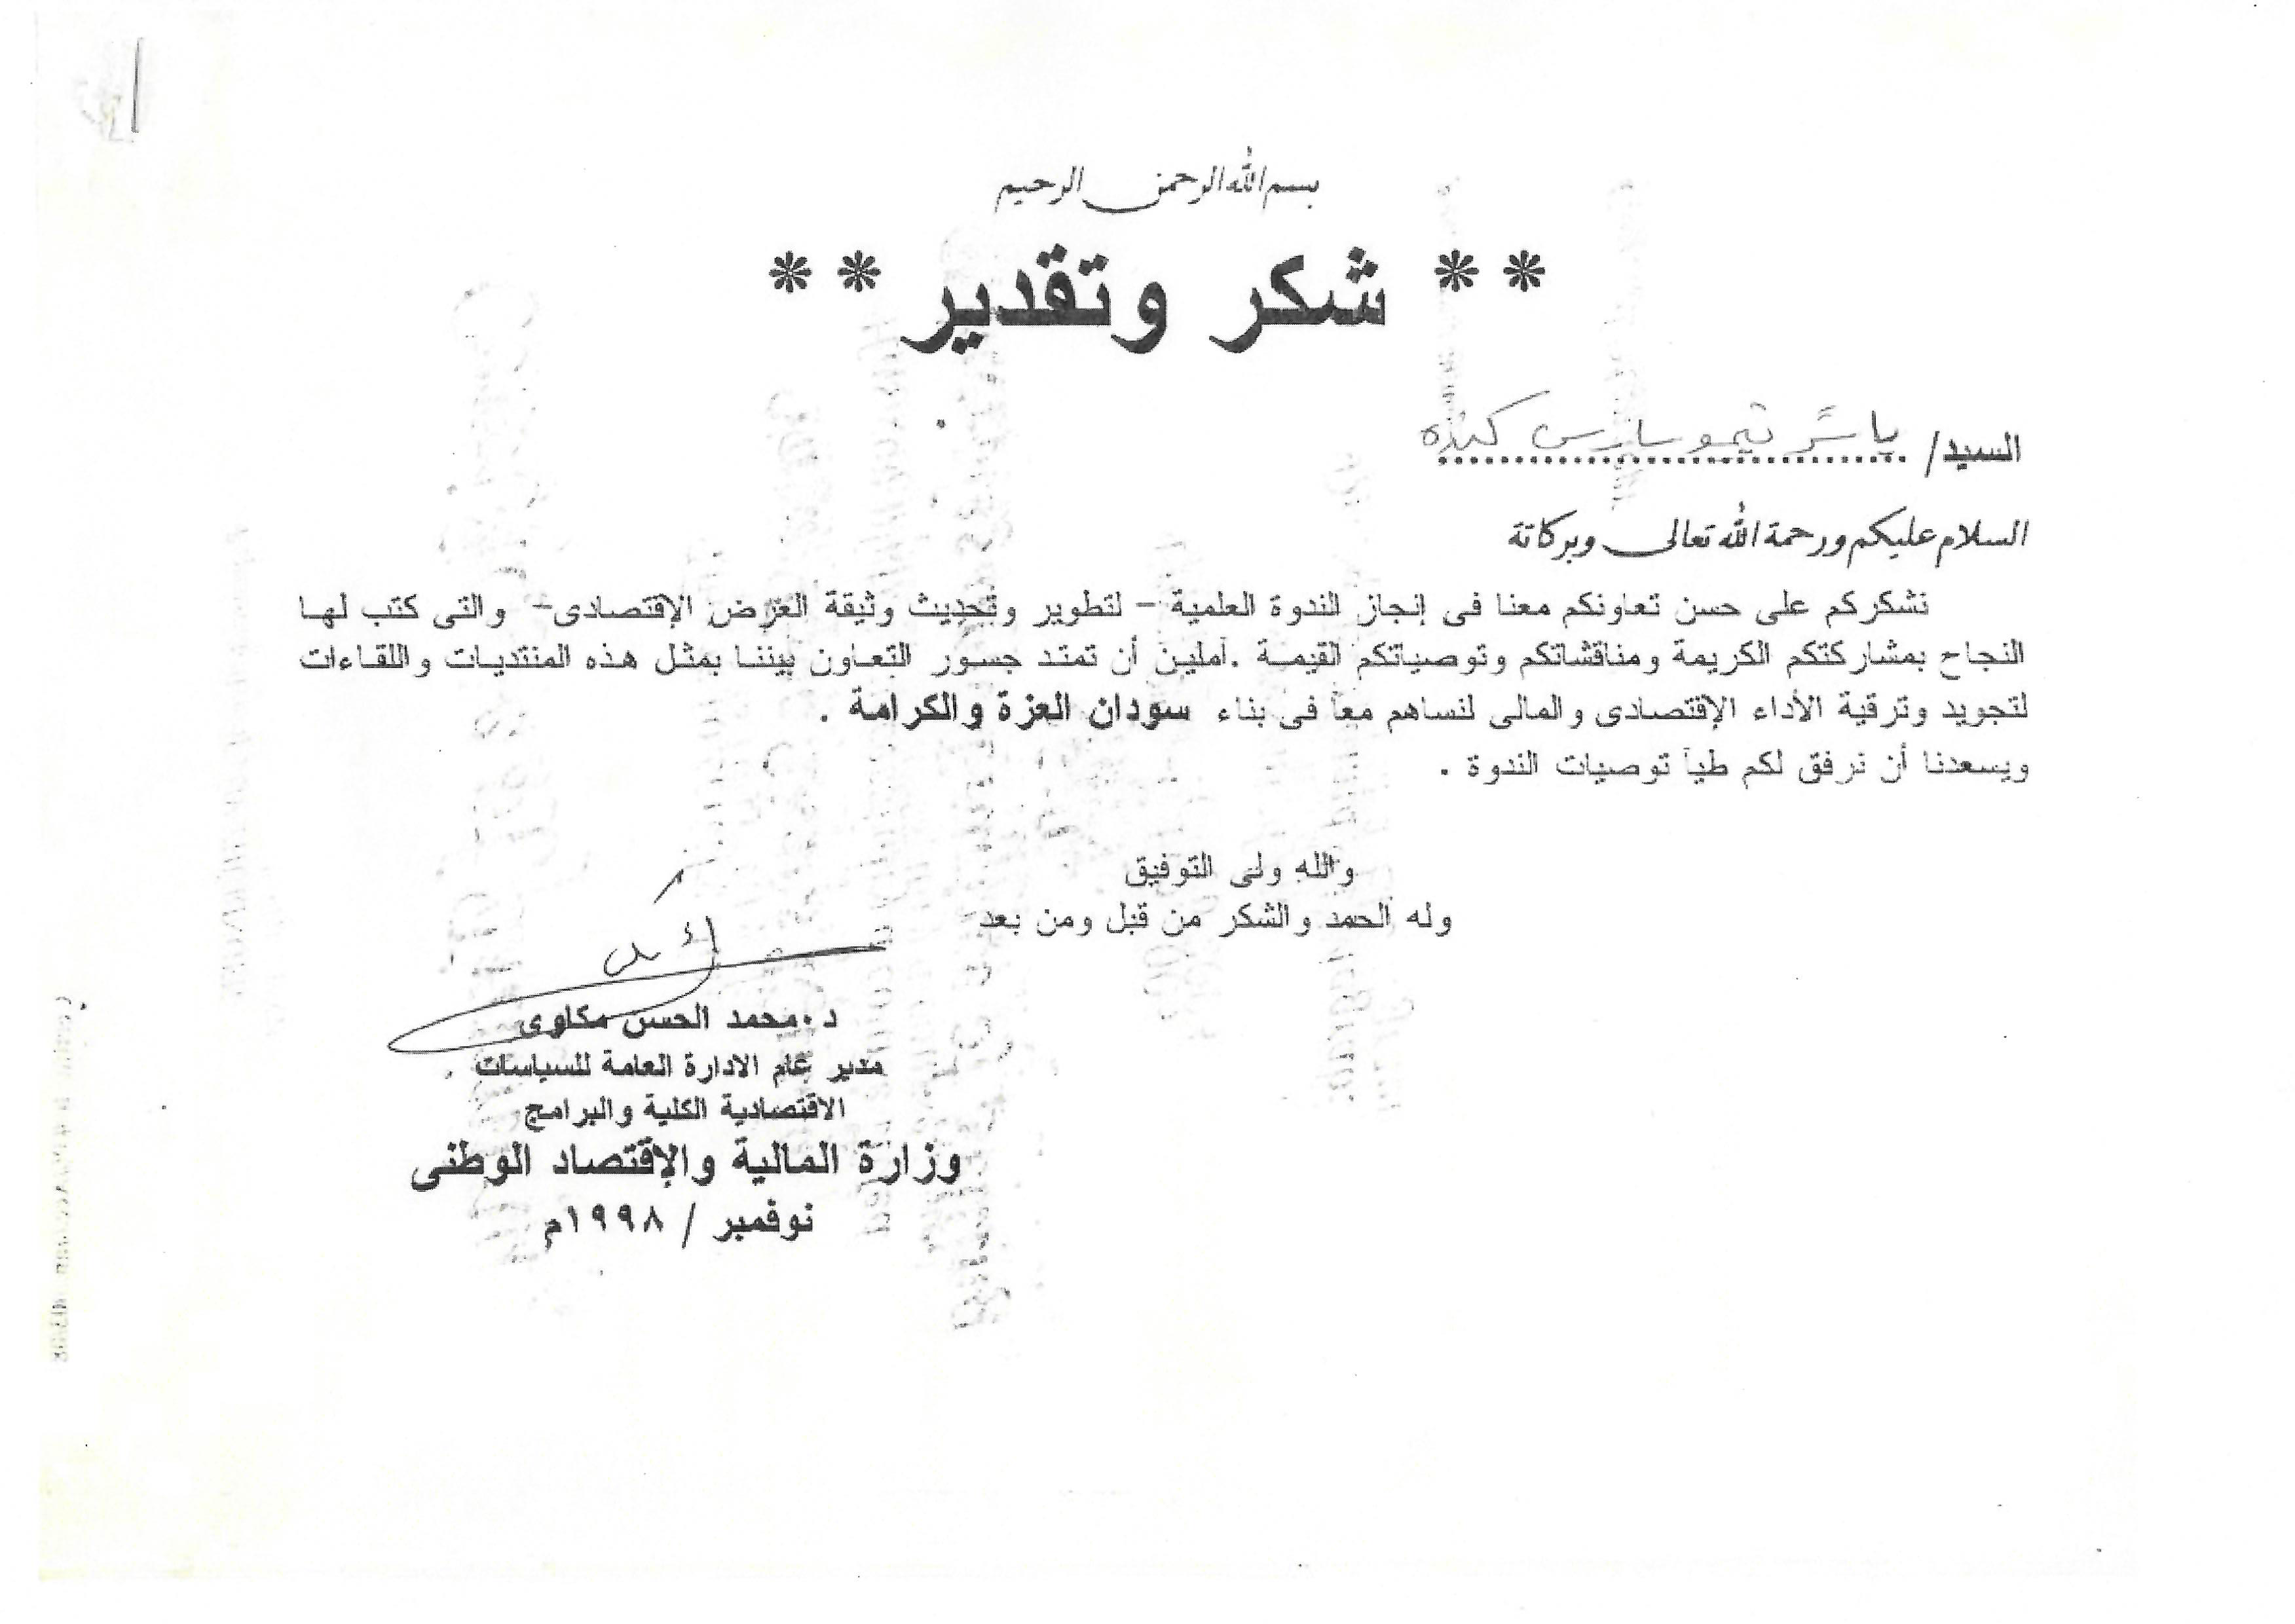 بسم الله الرحمن الرحيم
** شكر وتقدير **
السيد/ ياسر تيمو سارس
السلام عليكم ورحمة الله تعالى وبركاتة
نشكركم على حسن تعاونكم معنا فى إنجاز الندوة العلمية – لتطوير وتحديث وثيقة العرض الإقتصادى– والتى كتب لها
النجاح بمشاركتكم الكريمة ومناقشاتكم وتوصياتكم القيمة .آملين أن تمتد جسور التعاون بيننا بمثل هذه المنتديات واللقاءات
لتجويد وترقية الأداء الإقتصادى والمالى لنساهم معاً فى بناء سودان العزة والكرامة .
ويسعدنا أن نرفق لكم طياً توصيات الندوة .
والله ولى التوفيق
وله الحمد والشكر من قبل ومن بعد
د.محمد الحسن مكاوى
مدير عام الادارة العامة للسياسات
الاقتصادية الكلية والبرامج
وزارة المالية والإقتصاد الوطنى
نوفمبر / ١٩٩٨م